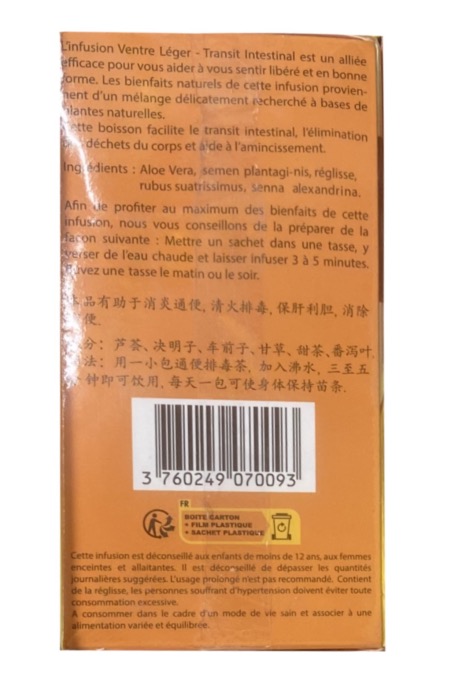 L'infusion Ventre Léger - Transit Intestinal est un alliée
efficace pour vous aider à vous sentir libéré et en bonne
forme. Les bienfaits naturels de cette infusion provien-
nent d'un mélange délicatement recherché à bases de
plantes naturelles.
Cette boisson facilite le transit intestinal, l'élimination
déchets du corps et aide à l'amincissement.
Ingrédients : Aloe Vera, semen plantagi-nis, réglisse,
rubus suatrissimus, senna alexandrina.
Afin de profiter au maximum des bienfaits de cette
infusion, nous vous conseillons de la préparer de la
façon suivante : Mettre un sachet dans une tasse, y
verser de l'eau chaude et laisser infuser 3 à 5 minutes.
Buvez une tasse le matin ou le soir.
本品有助于消炎通便, 清火排毒, 保肝利胆, 消除
便.
分: 芦荟、决明子、车前子、甘草、甜茶、番泻叶.
法: 用一小包通便排毒茶, 加入沸水, 三至五
钟即可饮用, 每天一包可使身体保持苗条.
3 760249 070093
FR
BOITE CARTON
+ FILM PLASTIQUE
+ SACHET PLASTIQUE
Cette infusion est déconseillé aux enfants de moins de 12 ans, aux femmes
enceintes et allaitantes. Il est déconseillé de dépasser les quantités
journalières suggérées. L'usage prolongé n'est pas recommandé. Contient
de la réglisse, les personnes souffrant d'hypertension doivent éviter toute
consommation excessive.
A consommer dans le cadre d'un mode de vie sain et associer à une
alimentation variée et équilibrée.